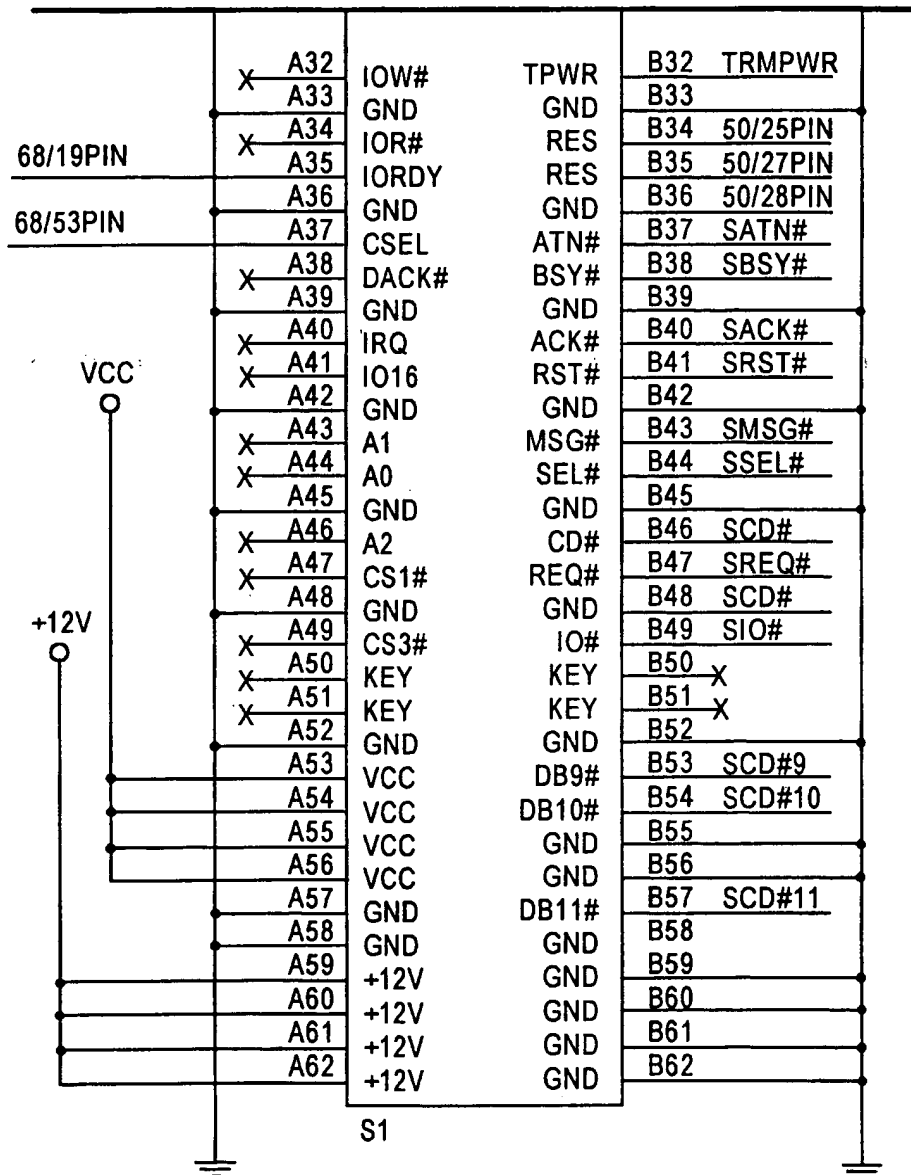 A32 IOW# TPWR B32 TRMPWR
A33 GND GND B33
A34 IOR# RES B34 50/25PIN
68/19PIN A35 IORDY RES B35 50/27PIN
A36 GND GND B36 50/28PIN
68/53PIN A37 CSEL ATN# B37 SATN#
A38 DACK# BSY# B38 SBSY#
A39 GND GND B39
A40 IRQ ACK# B40 SACK#
VCC A41 IO16 RST# B41 SRST#
A42 GND GND B42
A43 A1 MSG# B43 SMSG#
A44 A0 SEL# B44 SSEL#
A45 GND GND B45
A46 A2 CD# B46 SCD#
A47 CS1# REQ# B47 SREQ#
A48 GND GND B48 SCD#
+12V A49 CS3# IO# B49 SIO#
A50 KEY KEY B50
A51 KEY KEY B51
A52 GND GND B52
A53 VCC DB9# B53 SCD#9
A54 VCC DB10# B54 SCD#10
A55 VCC GND B55
A56 VCC GND B56
A57 GND DB11# B57 SCD#11
A58 GND GND B58
A59 +12V GND B59
A60 +12V GND B60
A61 +12V GND B61
A62 +12V GND B62
S1